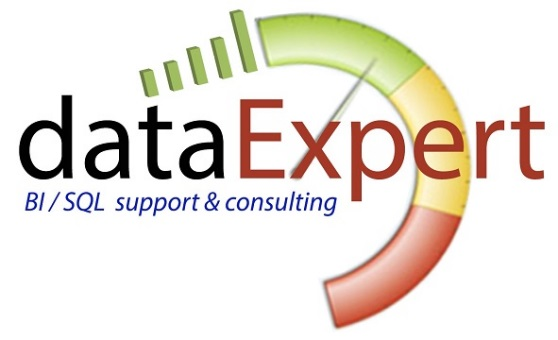 dataExpert
BI / SQL support & consulting